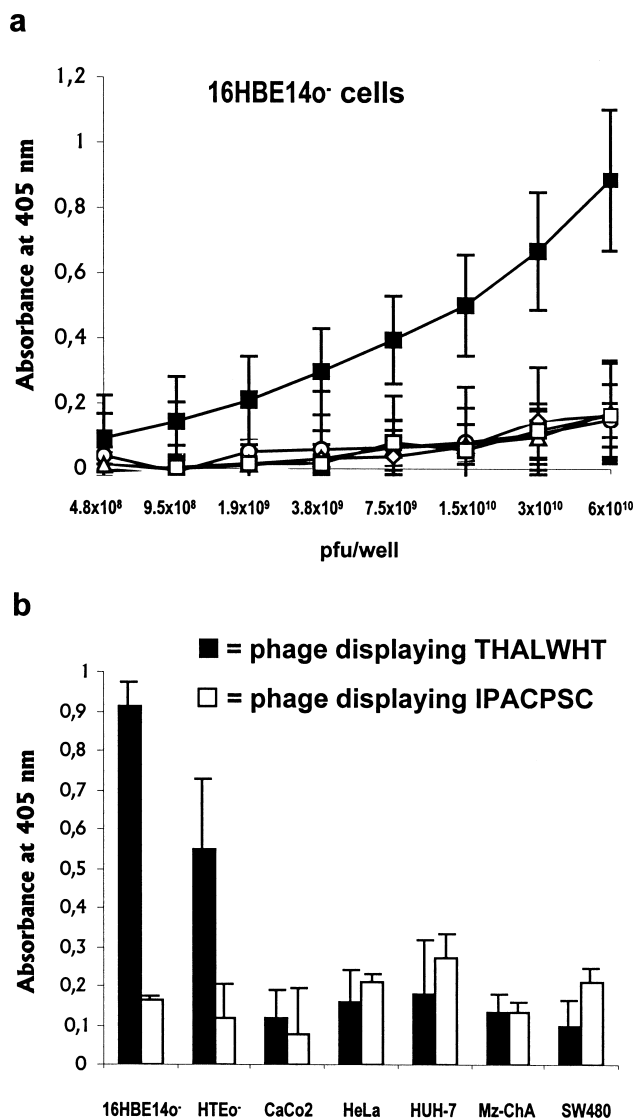 a
16HBE14o⁻ cells
Absorbance at 405 nm
1,2
1
0,8
0,6
0,4
0,2
0
4.8x10⁸ 9.5x10⁸ 1.9x10⁹ 3.8x10⁹ 7.5x10⁹ 1.5x10¹⁰ 3x10¹⁰ 6x10¹⁰
pfu/well
b
■ = phage displaying THALWHT
□ = phage displaying IPACPSC
Absorbance at 405 nm
1
0,9
0,8
0,7
0,6
0,5
0,4
0,3
0,2
0,1
0
16HBE14o⁻ HTEo⁻ CaCo2 HeLa HUH-7 Mz-ChA SW480